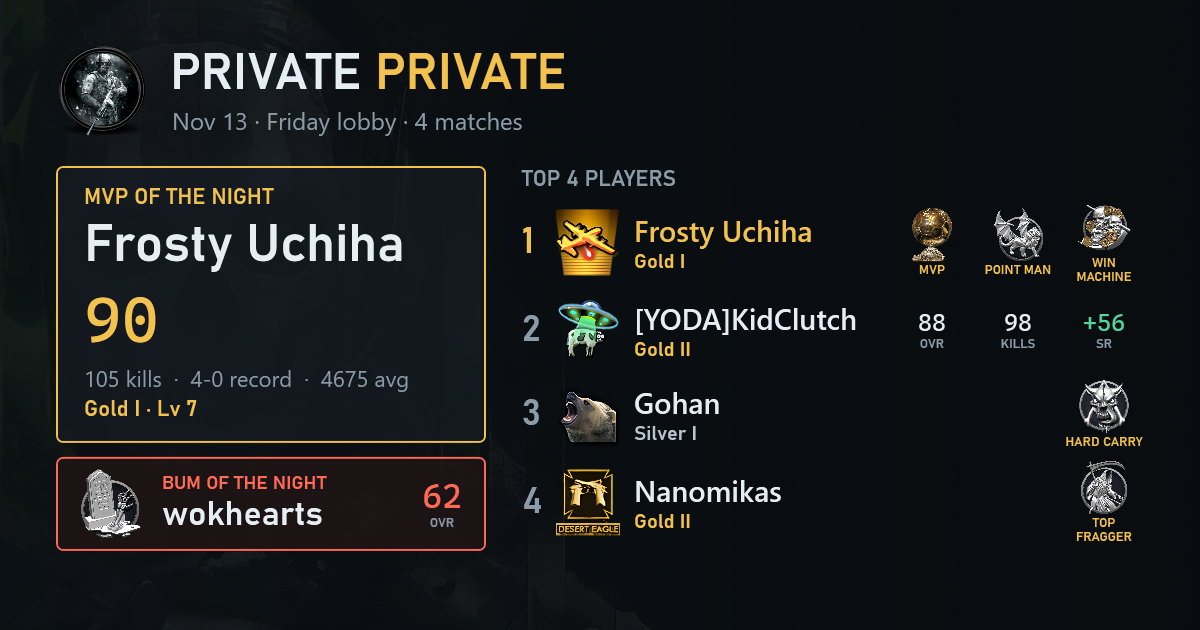 PRIVATE PRIVATE
Nov 13 · Friday lobby · 4 matches
MVP OF THE NIGHT
Frosty Uchiha
90
105 kills · 4-0 record · 4675 avg
Gold I · Lv 7
BUM OF THE NIGHT
wokhearts
62
OVR
TOP 4 PLAYERS
1
Frosty Uchiha
Gold I
MVP
POINT MAN
WIN
MACHINE
2
[YODA]KidClutch
Gold II
88
OVR
98
KILLS
+56
SR
3
Gohan
Silver I
HARD CARRY
4
DESERT EAGLE
Nanomikas
Gold II
TOP
FRAGGER